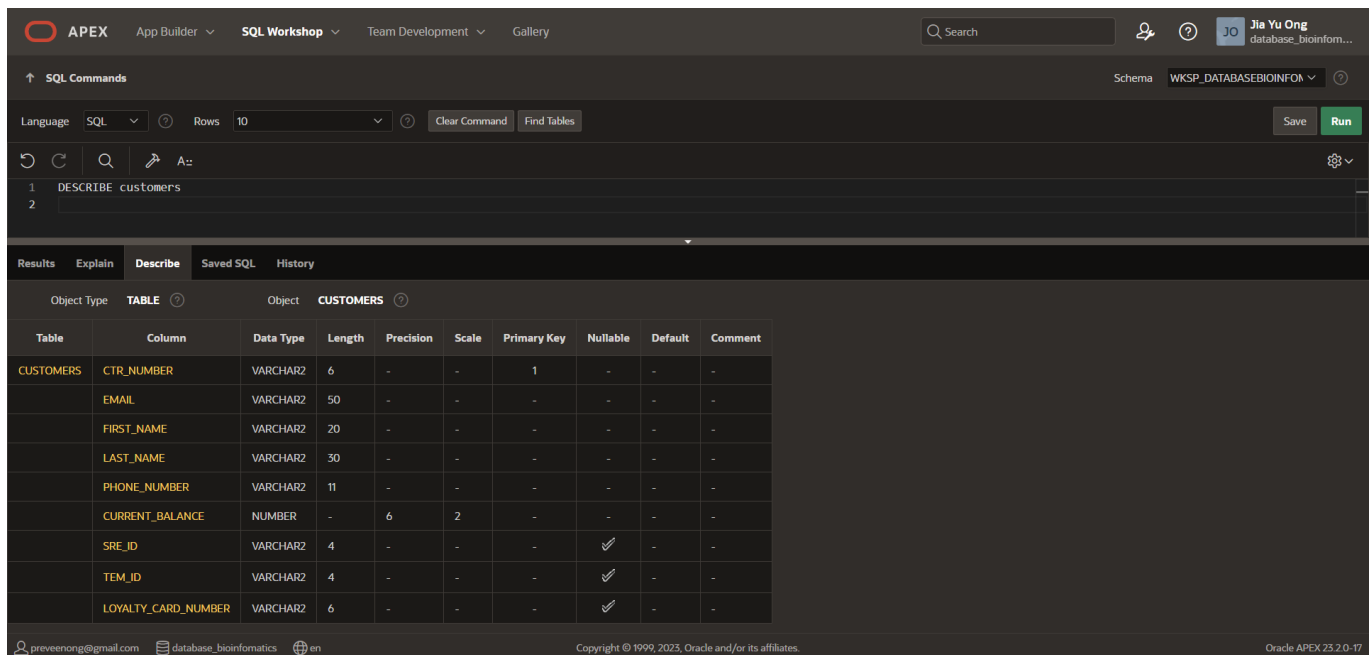 APEX App Builder SQL Workshop Team Development Gallery Search JO Jia Yu Ong
database_bioinfom...
SQL Commands Schema WKSP_DATABASEBIOINFON
Language SQL Rows 10 Clear Command Find Tables Save Run
A::
1 DESCRIBE customers
2
Results Explain Describe Saved SQL History
Object Type TABLE Object CUSTOMERS
Table Column Data Type Length Precision Scale Primary Key Nullable Default Comment
CUSTOMERS CTR_NUMBER VARCHAR2 6 - - 1 - - -
EMAIL VARCHAR2 50 - - - - - -
FIRST_NAME VARCHAR2 20 - - - - - -
LAST_NAME VARCHAR2 30 - - - - - -
PHONE_NUMBER VARCHAR2 11 - - - - - -
CURRENT_BALANCE NUMBER - 6 2 - - - -
SRE_ID VARCHAR2 4 - - - - -
TEM_ID VARCHAR2 4 - - - - -
LOYALTY_CARD_NUMBER VARCHAR2 6 - - - - -
preveenong@gmail.com database_bioinfomatics en Copyright © 1999, 2023, Oracle and/or its affiliates. Oracle APEX 23.2.0-17